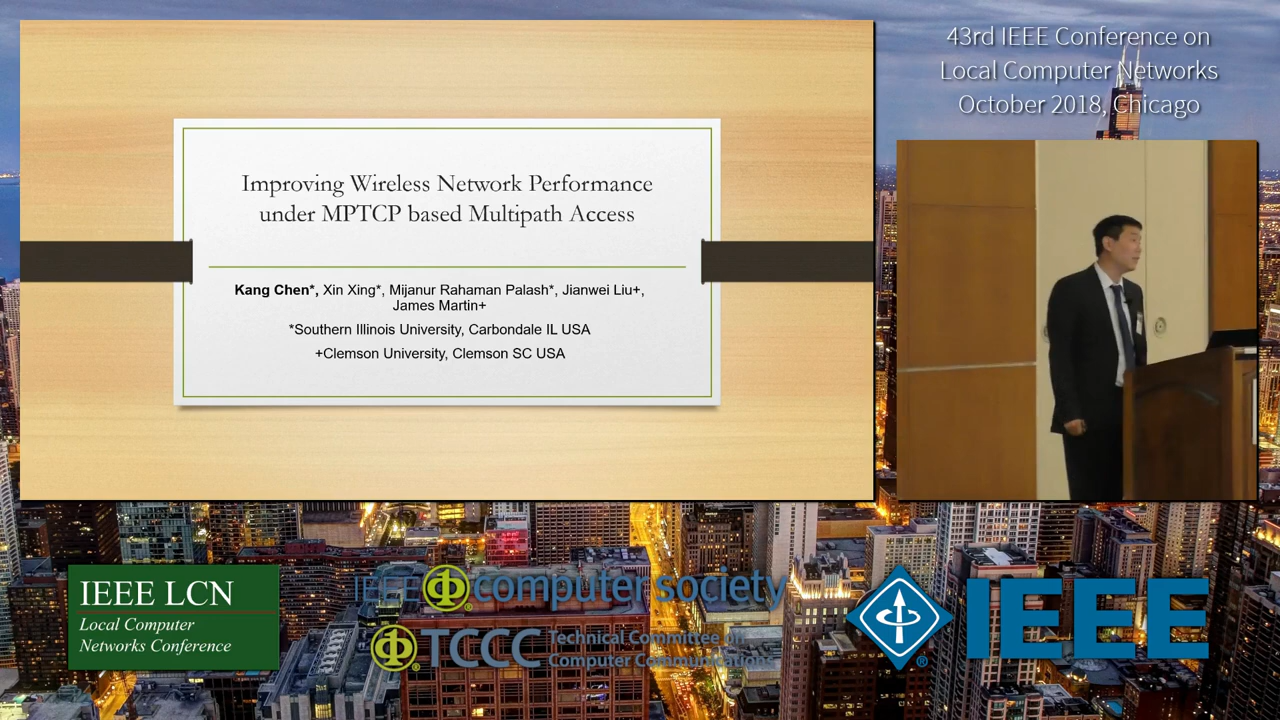 Improving Wireless Network Performance
under MPTCP based Multipath Access
Kang Chen*, Xin Xing*, Mijanur Rahaman Palash*, Jianwei Liu+,
James Martin+
*Southern Illinois University, Carbondale IL USA
+Clemson University, Clemson SC USA
43rd IEEE Conference on
Local Computer Networks
October 2018, Chicago
IEEE LCN
Local Computer
Networks Conference
IEEE computer society
TCCC Technical Committee on
Computer Communications
IEEE